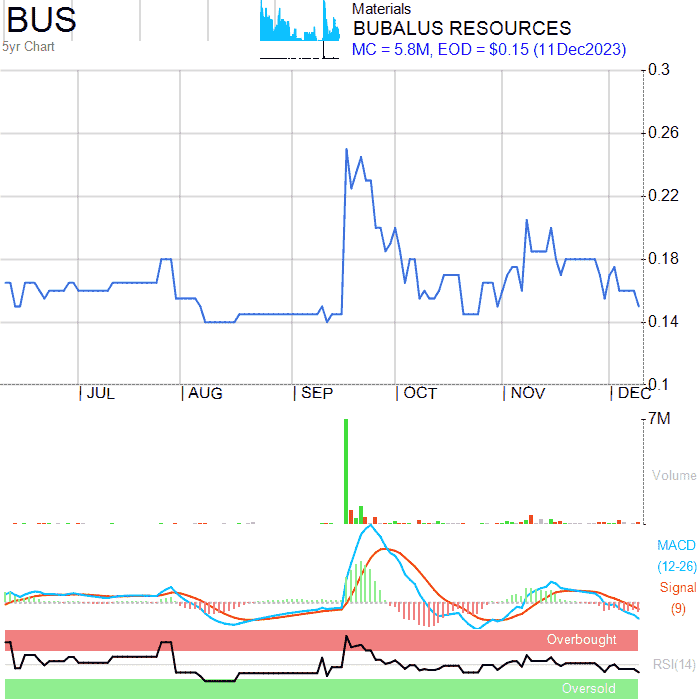 BUS
5yr Chart
Materials
BUBALUS RESOURCES
MC = 5.8M, EOD = $0.15 (11Dec2023)
0.3
0.26
0.22
0.18
0.14
0.1
| JUL | AUG | SEP | OCT | NOV | DEC
7M
Volume
MACD
(12-26)
Signal
(9)
Overbought
RSI(14)
Oversold